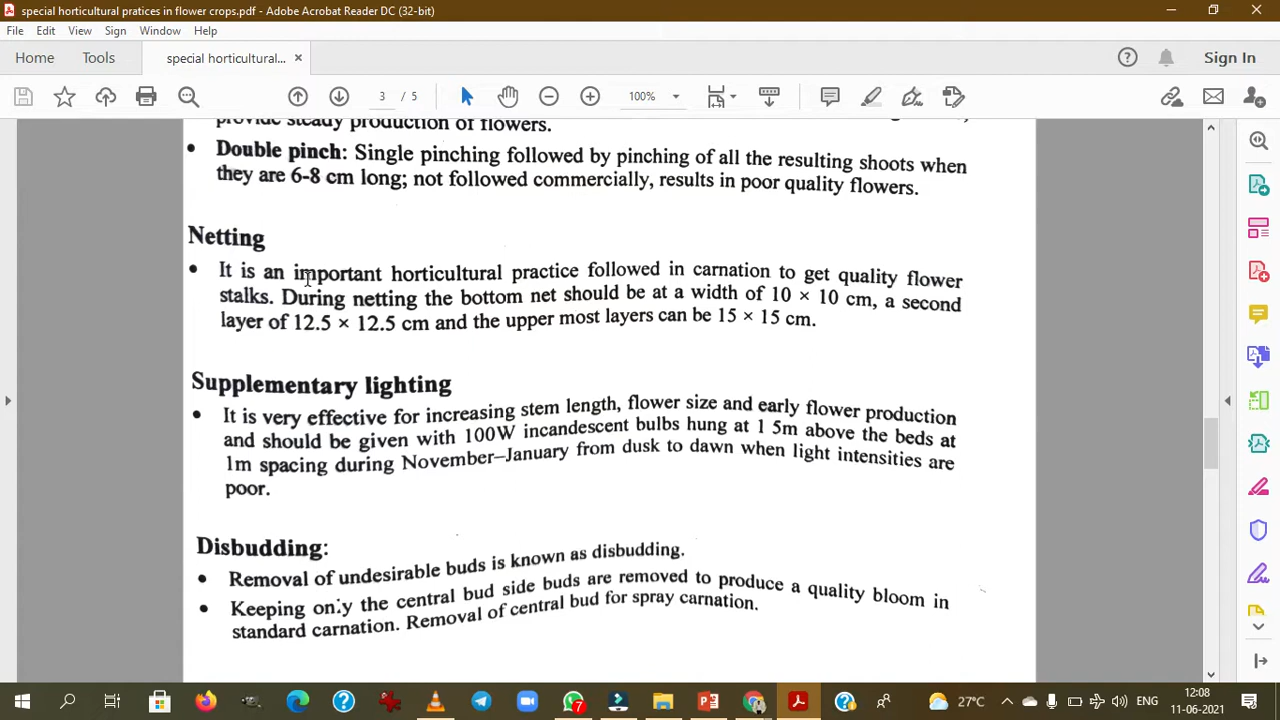 special horticultural pratices in flower crops.pdf - Adobe Acrobat Reader DC (32-bit)
File Edit View Sign Window Help
Home Tools special horticultural... × Sign In
3 / 5 100%
provide steady production of flowers.
• Double pinch: Single pinching followed by pinching of all the resulting shoots when
they are 6-8 cm long; not followed commercially, results in poor quality flowers.
Netting
• It is an important horticultural practice followed in carnation to get quality flower
stalks. During netting the bottom net should be at a width of 10 × 10 cm, a second
layer of 12.5 × 12.5 cm and the upper most layers can be 15 × 15 cm.
Supplementary lighting
• It is very effective for increasing stem length, flower size and early flower production
and should be given with 100W incandescent bulbs hung at 1 5m above the beds at
1m spacing during November–January from dusk to dawn when light intensities are
poor.
Disbudding:
• Removal of undesirable buds is known as disbudding.
• Keeping only the central bud side buds are removed to produce a quality bloom in
standard carnation. Removal of central bud for spray carnation.
7 27°C ENG 12:08
11-06-2021